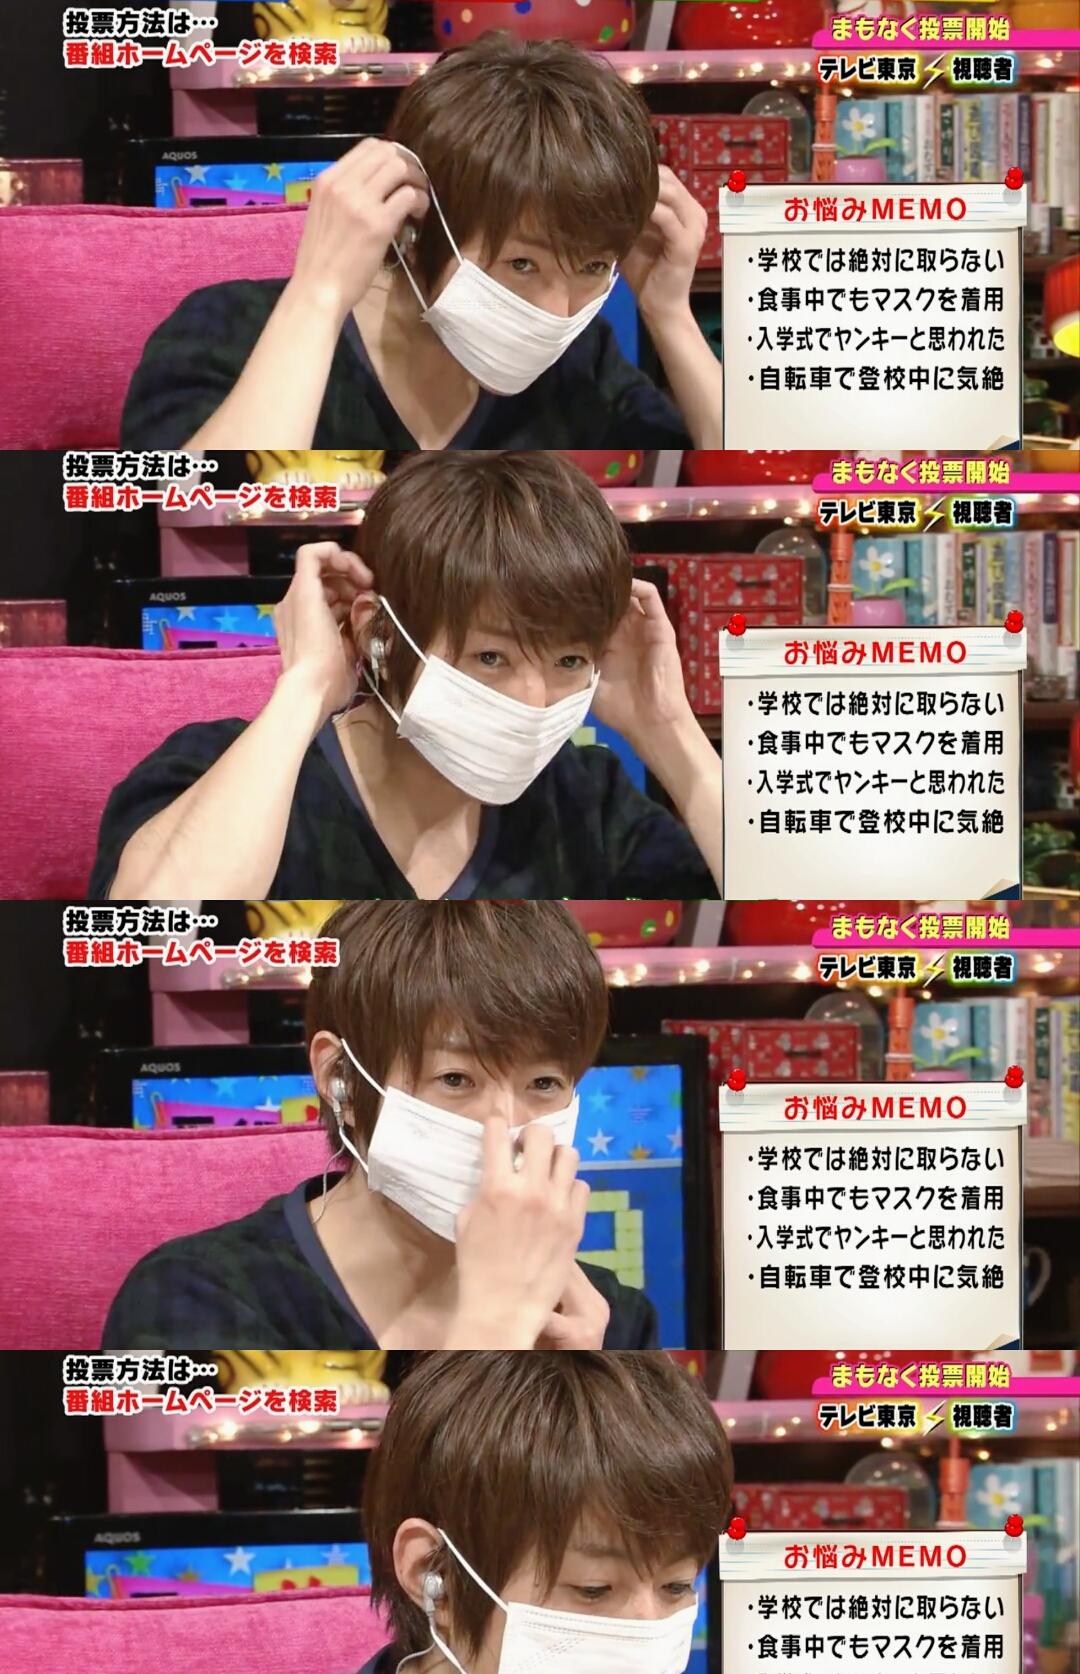 投票方法は…
番組ホームページを検索
まもなく投票開始
テレビ東京⚡視聴者
AQUOS
お悩みMEMO
・学校では絶対に取らない
・食事中でもマスクを着用
・入学式でヤンキーと思われた
・自転車で登校中に気絶
投票方法は…
番組ホームページを検索
まもなく投票開始
テレビ東京⚡視聴者
AQUOS
お悩みMEMO
・学校では絶対に取らない
・食事中でもマスクを着用
・入学式でヤンキーと思われた
・自転車で登校中に気絶
投票方法は…
番組ホームページを検索
まもなく投票開始
テレビ東京⚡視聴者
AQUOS
お悩みMEMO
・学校では絶対に取らない
・食事中でもマスクを着用
・入学式でヤンキーと思われた
・自転車で登校中に気絶
投票方法は…
番組ホームページを検索
まもなく投票開始
テレビ東京⚡視聴者
AQUOS
お悩みMEMO
・学校では絶対に取らない
・食事中でもマスクを着用